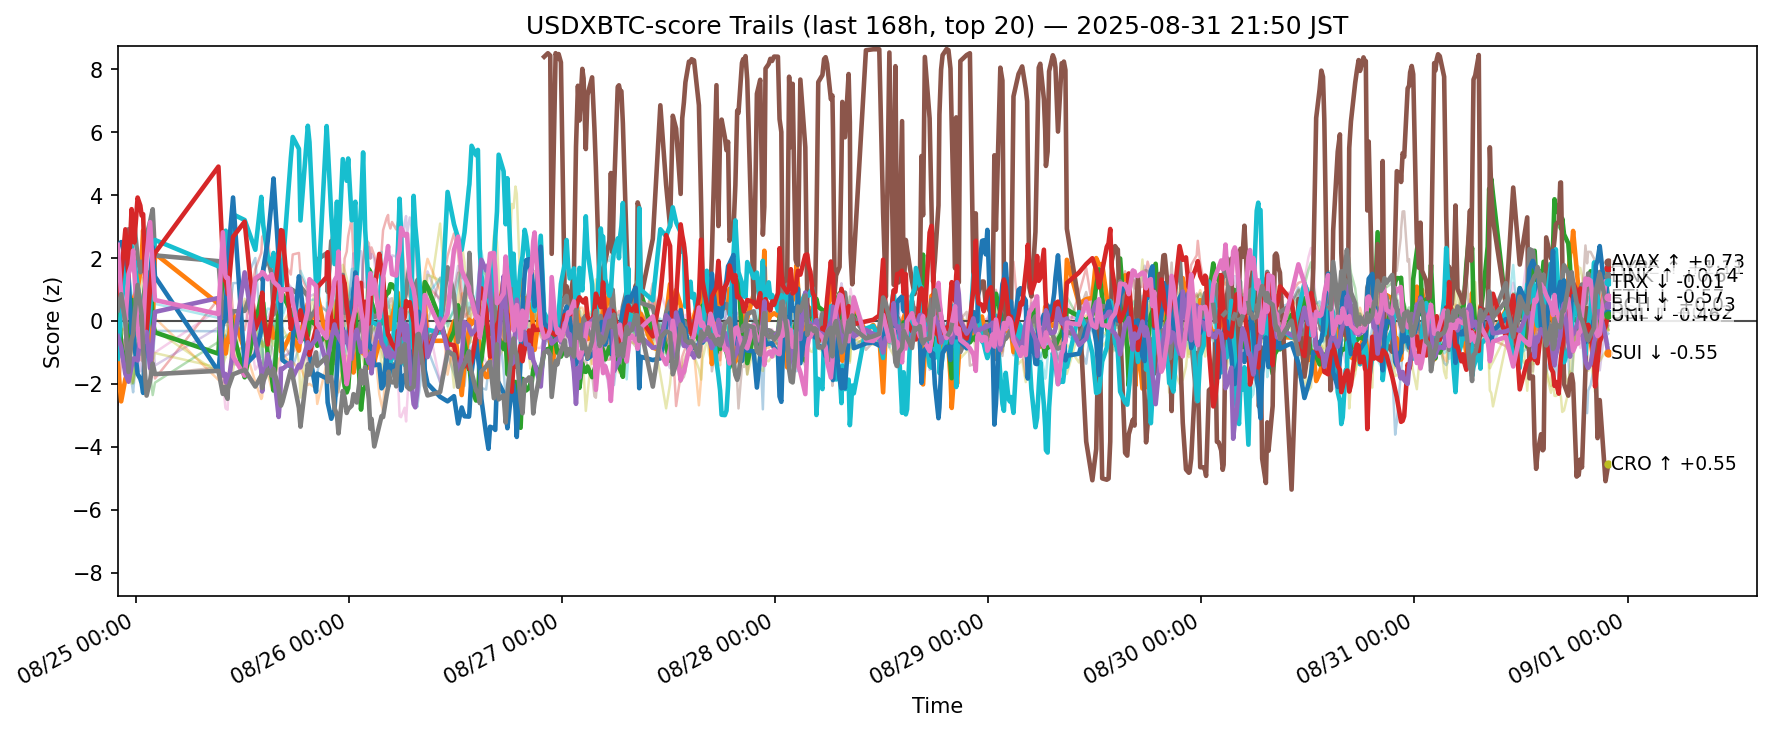 USDXBTC-score Trails (last 168h, top 20) — 2025-08-31 21:50 JST
Score (z)
8
6
4
2
0
−2
−4
−6
−8
AVAX ↑ +0.73
TRX ↓ -0.01
ETH ↓ -0.57
UNI ↓
SUI ↓ -0.55
CRO ↑ +0.55
08/25 00:00
08/26 00:00
08/27 00:00
08/28 00:00
08/29 00:00
08/30 00:00
08/31 00:00
09/01 00:00
Time